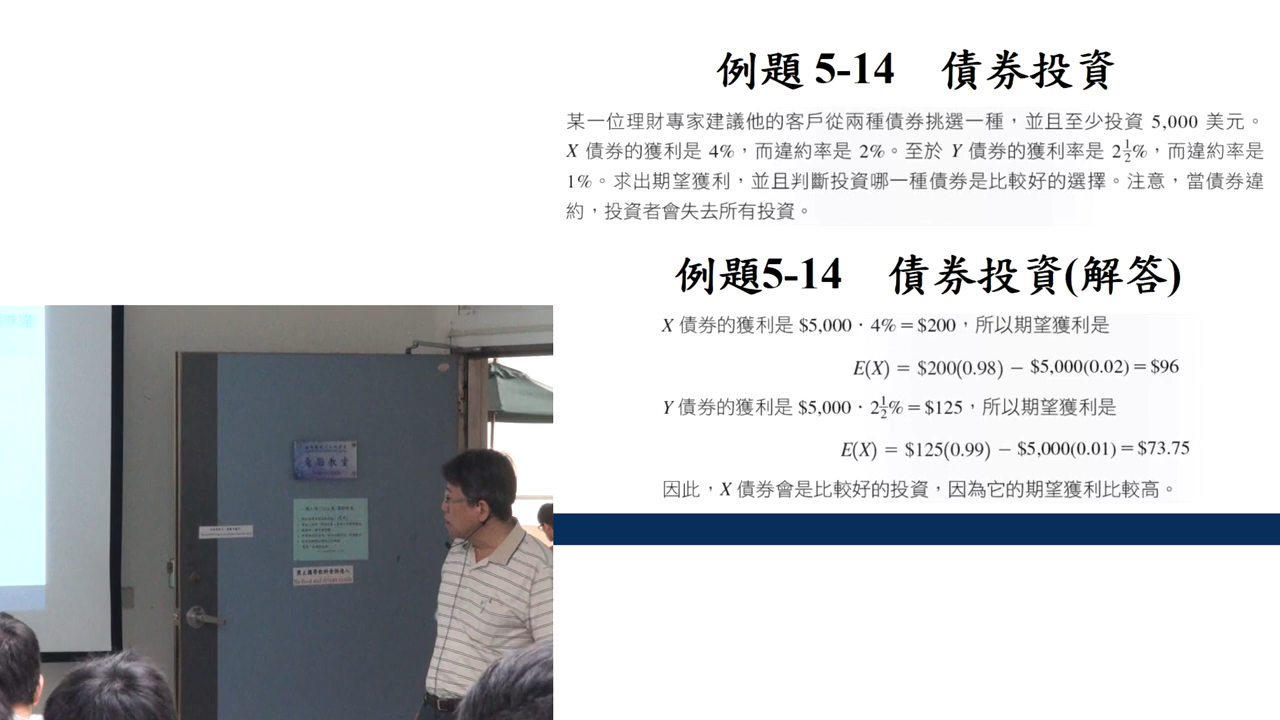 例題 5-14 債券投資
某一位理財專家建議他的客戶從兩種債券挑選一種，並且至少投資 5,000 美元。
X 債券的獲利是 4%，而違約率是 2%。至於 Y 債券的獲利率是 2½%，而違約率是
1%。求出期望獲利，並且判斷投資哪一種債券是比較好的選擇。注意，當債券違
約，投資者會失去所有投資。
例題5-14 債券投資(解答)
X 債券的獲利是 $5,000 · 4% = $200，所以期望獲利是
E(X) = $200(0.98) − $5,000(0.02) = $96
Y 債券的獲利是 $5,000 · 2½% = $125，所以期望獲利是
E(X) = $125(0.99) − $5,000(0.01) = $73.75
因此，X 債券會是比較好的投資，因為它的期望獲利比較高。
電腦教室